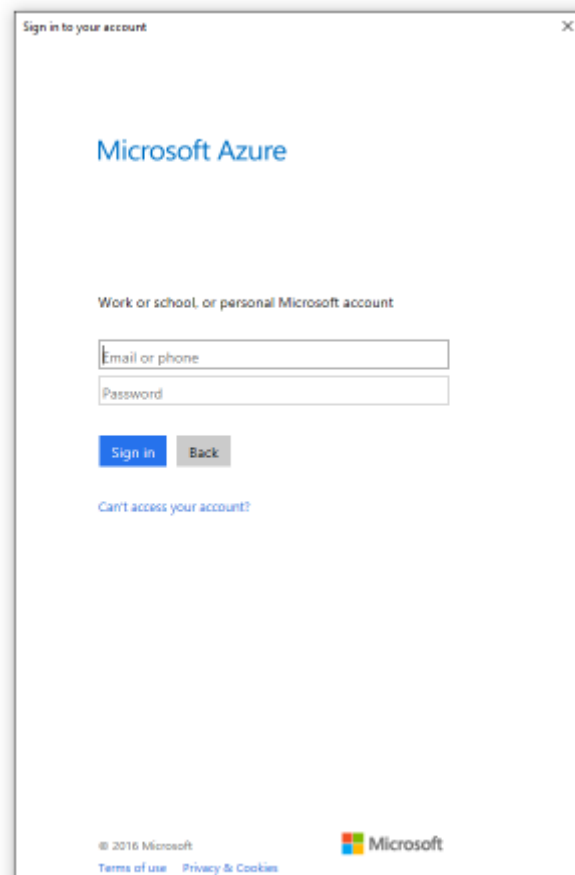 Sign in to your account
Microsoft Azure
Work or school, or personal Microsoft account
Email or phone
Password
Sign in Back
Can't access your account?
© 2016 Microsoft Microsoft
Terms of use Privacy & Cookies